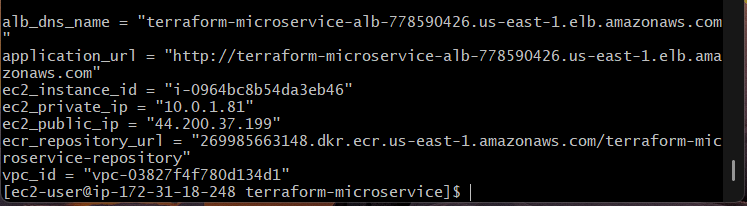 alb_dns_name = "terraform-microservice-alb-778590426.us-east-1.elb.amazonaws.com
"
application_url = "http://terraform-microservice-alb-778590426.us-east-1.elb.ama
zonaws.com"
ec2_instance_id = "i-0964bc8b54da3eb46"
ec2_private_ip = "10.0.1.81"
ec2_public_ip = "44.200.37.199"
ecr_repository_url = "269985663148.dkr.ecr.us-east-1.amazonaws.com/terraform-mic
roservice-repository"
vpc_id = "vpc-03827f4f780d134d1"
[ec2-user@ip-172-31-18-248 terraform-microservice]$